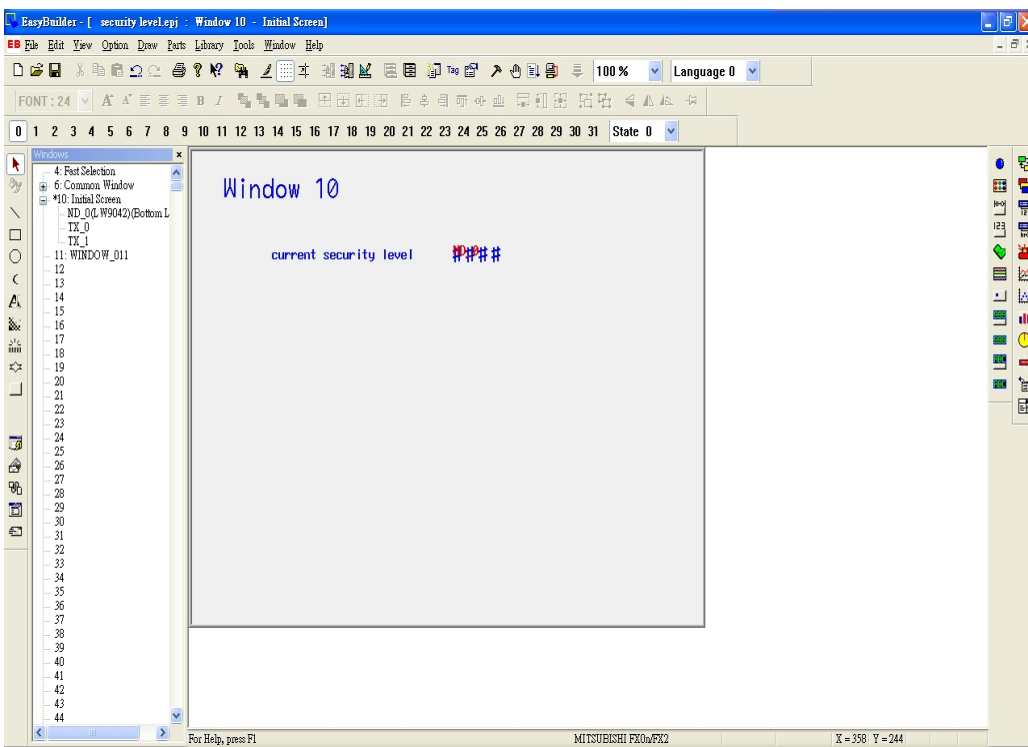 EasyBuilder - [ security level.epj : Window 10 - Initial Screen]
EB File Edit View Option Draw Parts Library Tools Window Help
Tag 100 % Language 0
FONT : 24 A A B I
0 1 2 3 4 5 6 7 8 9 10 11 12 13 14 15 16 17 18 19 20 21 22 23 24 25 26 27 28 29 30 31 State 0
Windows
4: Fast Selection
6: Common Window
*10: Initial Screen
ND_0(LW9042)(Bottom L
TX_0
TX_1
11: WINDOW_011
12
13
14
15
16
17
18
19
20
21
22
23
24
25
26
27
28
29
30
31
32
33
34
35
36
37
38
39
40
41
42
43
44
Window 10
current security level ####
ND_0
For Help, press F1 MITSUBISHI FX0n/FX2 X = 358 Y = 244